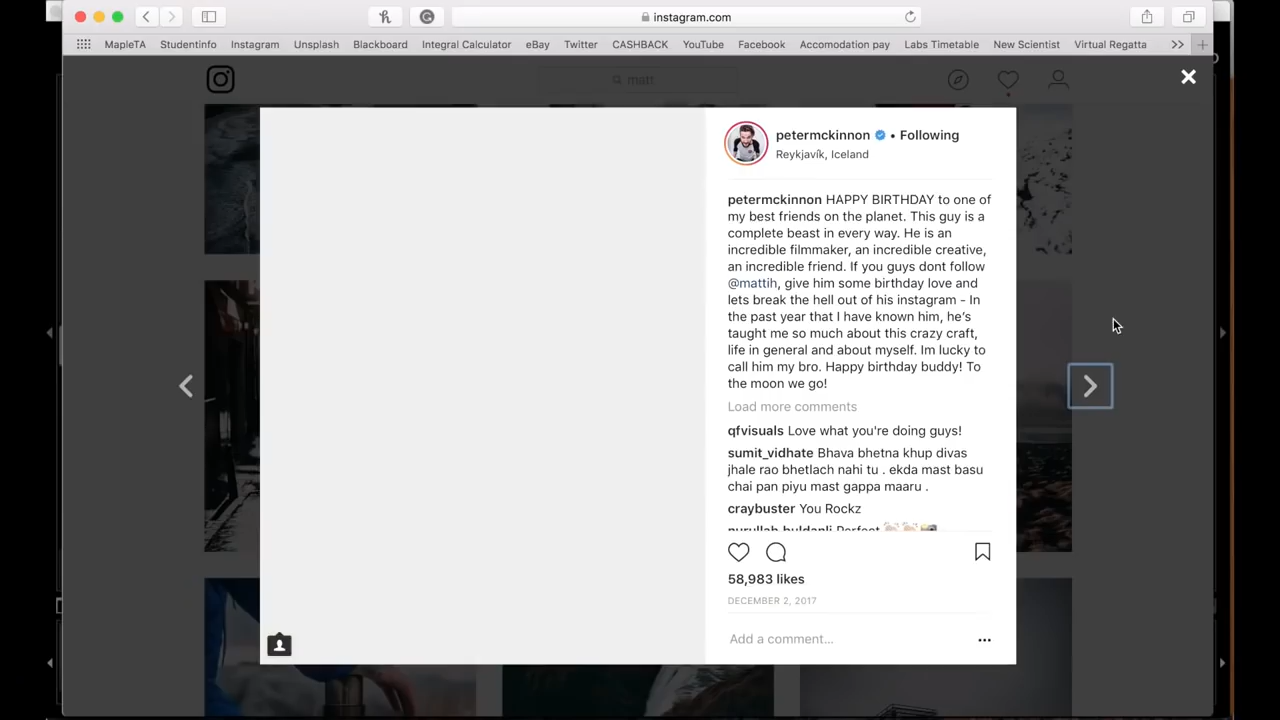 instagram.com
MapleTA Studentinfo Instagram Unsplash Blackboard Integral Calculator eBay Twitter CASHBACK YouTube Facebook Accomodation pay Labs Timetable New Scientist Virtual Regatta
matt
petermckinnon • Following
Reykjavík, Iceland
petermckinnon HAPPY BIRTHDAY to one of
my best friends on the planet. This guy is a
complete beast in every way. He is an
incredible filmmaker, an incredible creative,
an incredible friend. If you guys dont follow
@mattih, give him some birthday love and
lets break the hell out of his instagram - In
the past year that I have known him, he's
taught me so much about this crazy craft,
life in general and about myself. Im lucky to
call him my bro. Happy birthday buddy! To
the moon we go!
Load more comments
qfvisuals Love what you're doing guys!
sumit_vidhate Bhava bhetna khup divas
jhale rao bhetlach nahi tu . ekda mast basu
chai pan piyu mast gappa maaru .
craybuster You Rockz
nurullah.buldanli Perfect
58,983 likes
DECEMBER 2, 2017
Add a comment...